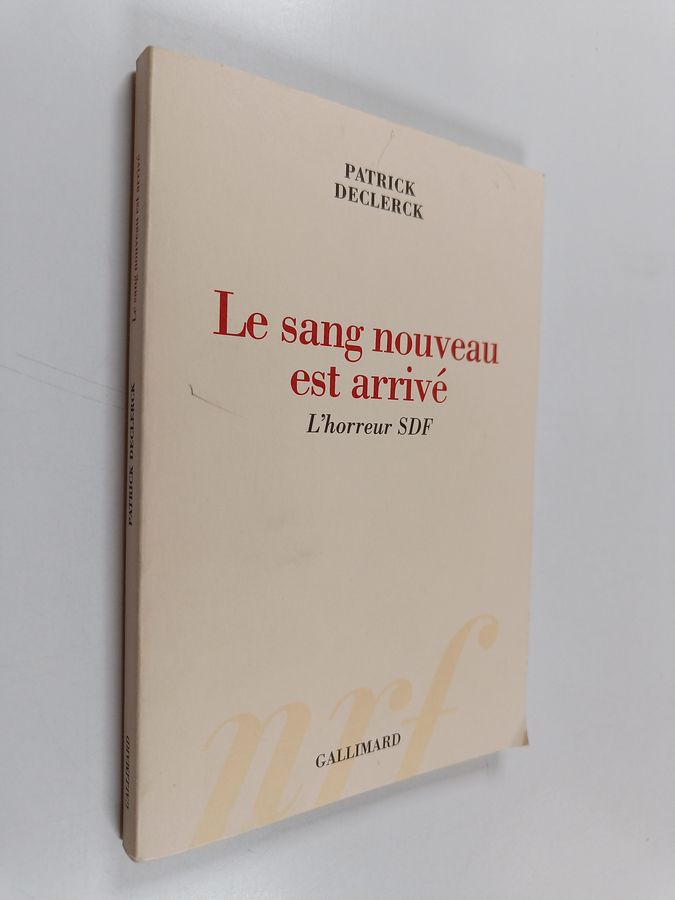 PATRICK
DECLERCK
Le sang nouveau
est arrivé
L'horreur SDF
nrf
GALLIMARD
Le sang nouveau est arrivé
PATRICK DECLERCK
GALLIMARD